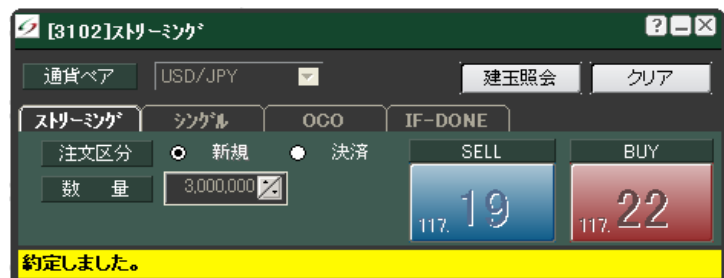 [3102]ｽﾄﾘｰﾐﾝｸﾞ
通貨ペア USD/JPY 建玉照会 クリア
ｽﾄﾘｰﾐﾝｸﾞ ｼﾝｸﾞﾙ OCO IF-DONE
注文区分 新規 決済 SELL BUY
数 量 3,000,000 117. 19 117. 22
約定しました。